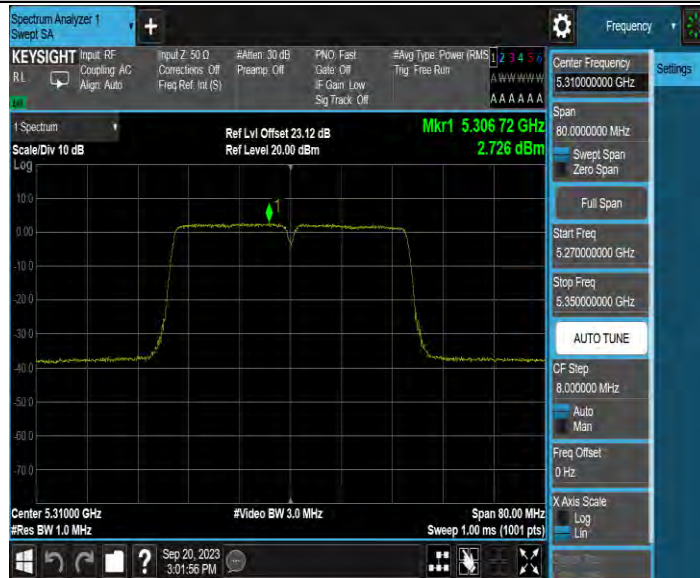 Spectrum Analyzer 1
Swept SA
+
Frequency
KEYSIGHT
RL
Input: RF
Coupling: AC
Align: Auto
Input Z: 50 Ω
Corrections: Off
Freq Ref: Int (S)
#Atten: 30 dB
Preamp: Off
PNO: Fast
Gate: Off
IF Gain: Low
Sig Track: Off
#Avg Type: Power (RMS
Trig: Free Run
1 2 3 4 5 6
A W W W W W
A A A A A A
1 Spectrum
Scale/Div 10 dB
Ref Lvl Offset 23.12 dB
Ref Level 20.00 dBm
Mkr1 5.306 72 GHz
2.726 dBm
Log
10.0
0.00
-10.0
-20.0
-30.0
-40.0
-50.0
-60.0
-70.0
1
Center 5.31000 GHz
#Res BW 1.0 MHz
#Video BW 3.0 MHz
Span 80.00 MHz
Sweep 1.00 ms (1001 pts)
?
Sep 20, 2023
3:01:56 PM
Center Frequency
5.310000000 GHz
Settings
Span
80.0000000 MHz
Swept Span
Zero Span
Full Span
Start Freq
5.270000000 GHz
Stop Freq
5.350000000 GHz
AUTO TUNE
CF Step
8.000000 MHz
Auto
Man
Freq Offset
0 Hz
X Axis Scale
Log
Lin